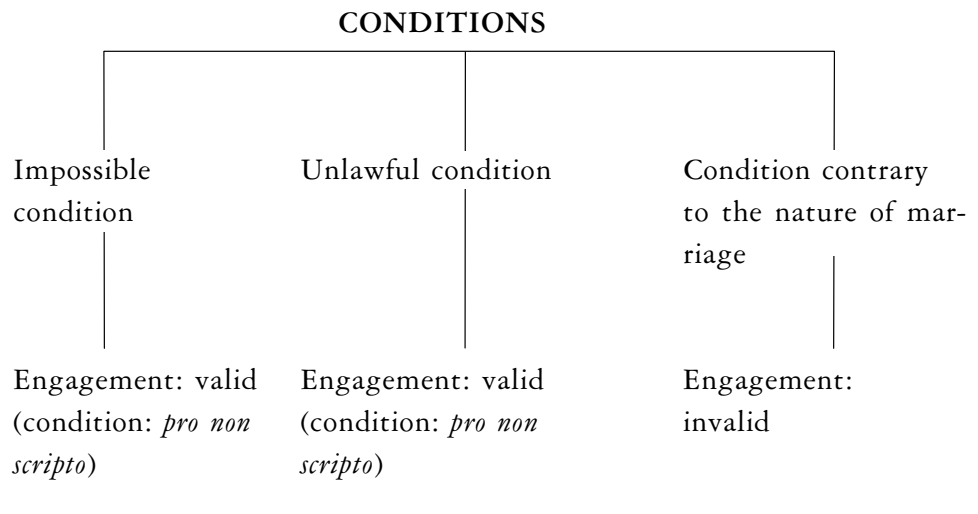 CONDITIONS
Impossible
condition
Unlawful condition
Condition contrary
to the nature of mar-
riage
Engagement: valid
(condition: pro non
scripto)
Engagement: valid
(condition: pro non
scripto)
Engagement:
invalid